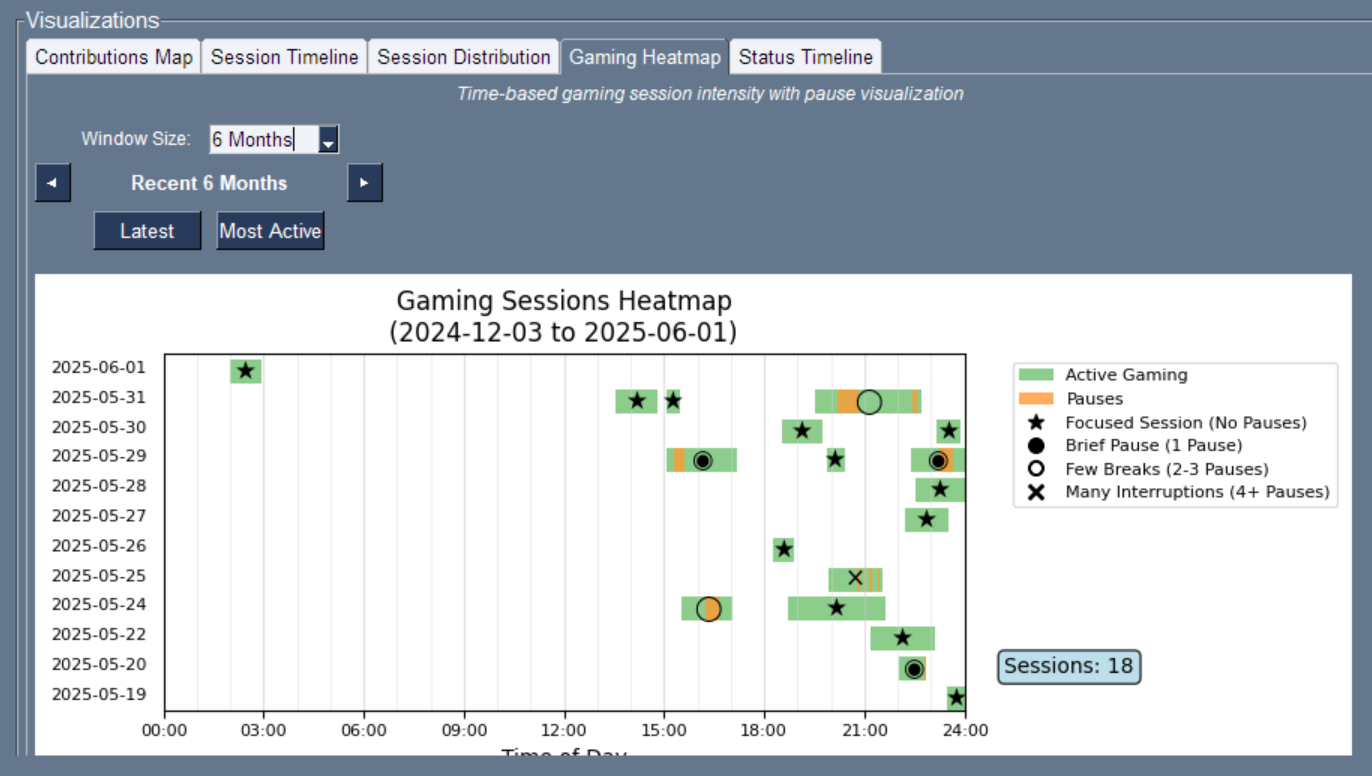 Visualizations
Contributions Map Session Timeline Session Distribution Gaming Heatmap Status Timeline
Time-based gaming session intensity with pause visualization
Window Size: 6 Months
Recent 6 Months
Latest Most Active
Gaming Sessions Heatmap
(2024-12-03 to 2025-06-01)
2025-06-01
2025-05-31
2025-05-30
2025-05-29
2025-05-28
2025-05-27
2025-05-26
2025-05-25
2025-05-24
2025-05-22
2025-05-20
2025-05-19
Active Gaming
Pauses
Focused Session (No Pauses)
Brief Pause (1 Pause)
Few Breaks (2-3 Pauses)
Many Interruptions (4+ Pauses)
Sessions: 18
00:00 03:00 06:00 09:00 12:00 15:00 18:00 21:00 24:00
Time of Day